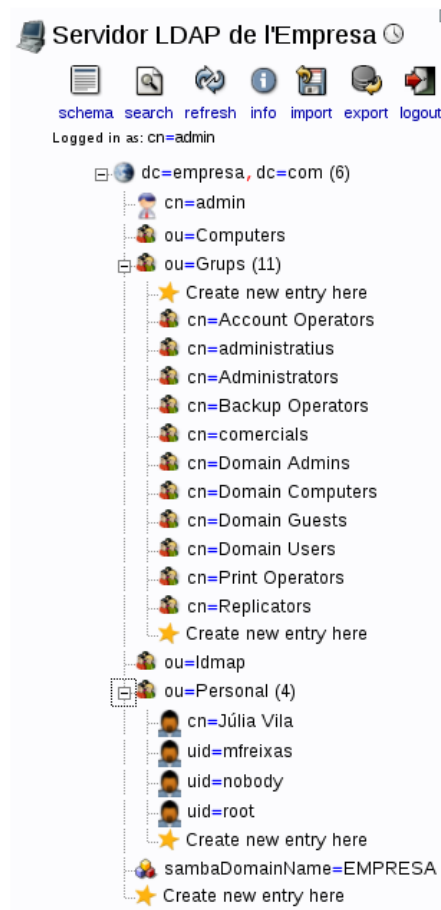 Servidor LDAP de l'Empresa
schema search refresh info import export logout
Logged in as: cn=admin
dc=empresa, dc=com (6)
cn=admin
ou=Computers
ou=Grups (11)
Create new entry here
cn=Account Operators
cn=administratius
cn=Administrators
cn=Backup Operators
cn=comercials
cn=Domain Admins
cn=Domain Computers
cn=Domain Guests
cn=Domain Users
cn=Print Operators
cn=Replicators
Create new entry here
ou=Idmap
ou=Personal (4)
cn=Júlia Vila
uid=mfreixas
uid=nobody
uid=root
Create new entry here
sambaDomainName=EMPRESA
Create new entry here